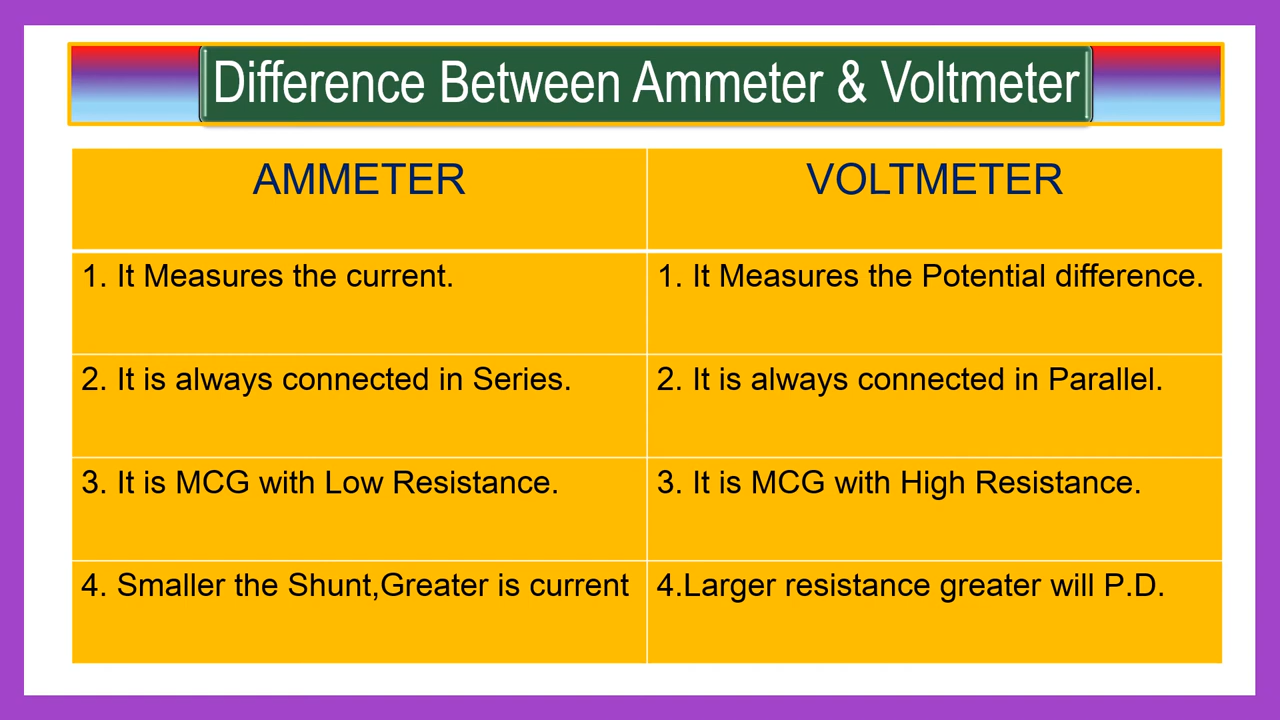 Difference Between Ammeter & Voltmeter
AMMETER
VOLTMETER
1. It Measures the current.
1. It Measures the Potential difference.
2. It is always connected in Series.
2. It is always connected in Parallel.
3. It is MCG with Low Resistance.
3. It is MCG with High Resistance.
4. Smaller the Shunt,Greater is current
4.Larger resistance greater will P.D.